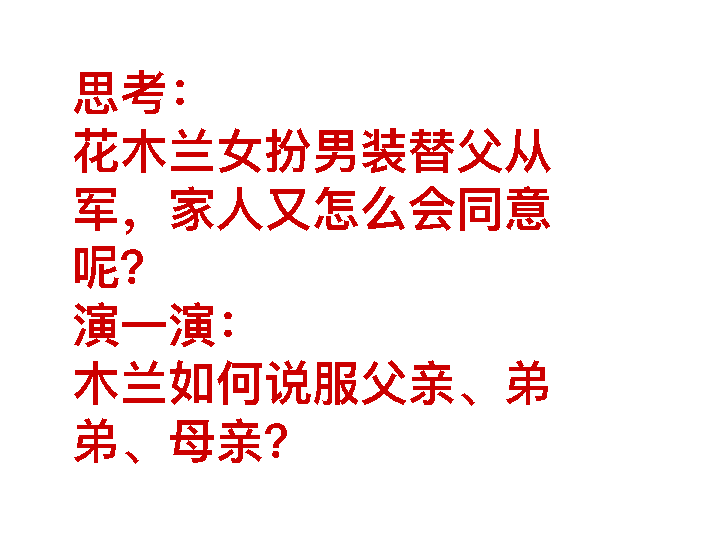 思考：
花木兰女扮男装替父从
军，家人又怎么会同意
呢？
演一演：
木兰如何说服父亲、弟
弟、母亲？